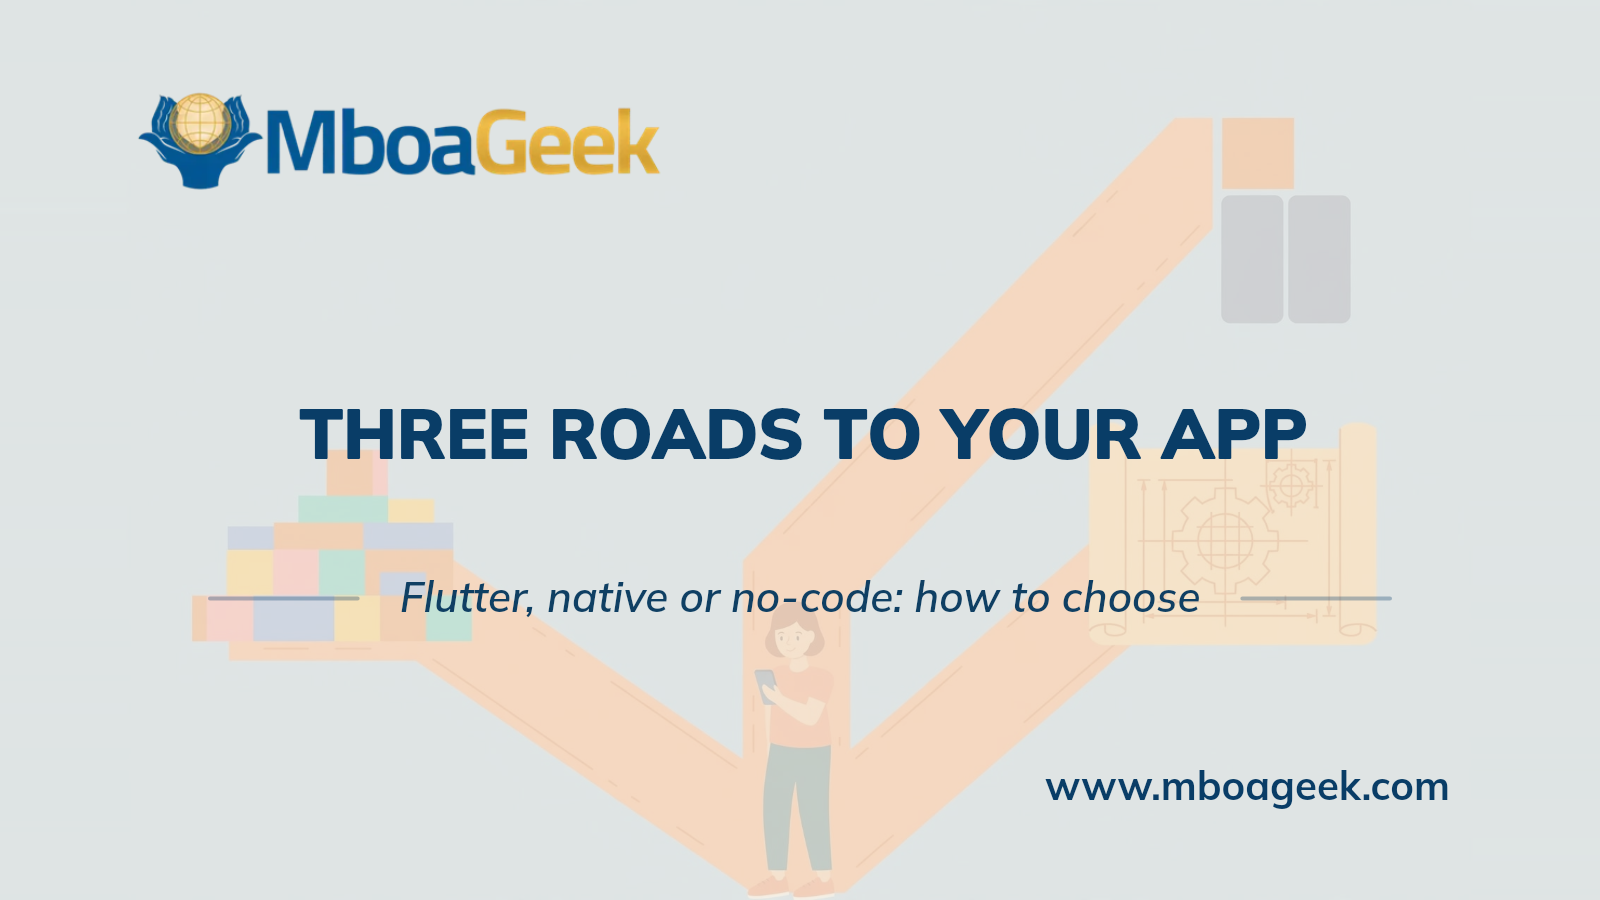 MboaGeek
THREE ROADS TO YOUR APP
Flutter, native or no-code: how to choose
www.mboageek.com